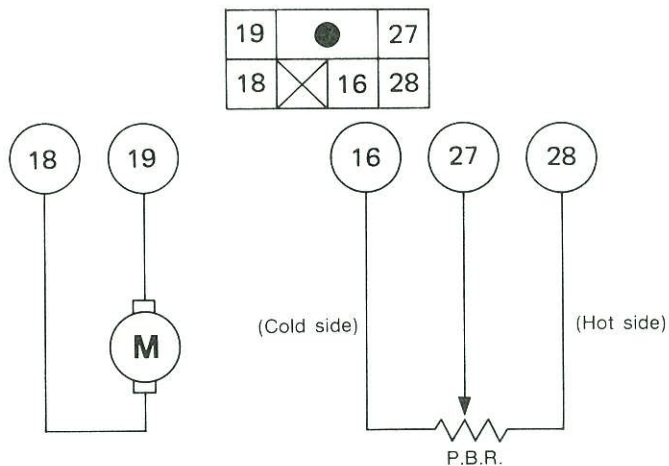 19 27
18 16 28
18 19 16 27 28
(Cold side) (Hot side)
M
P.B.R.